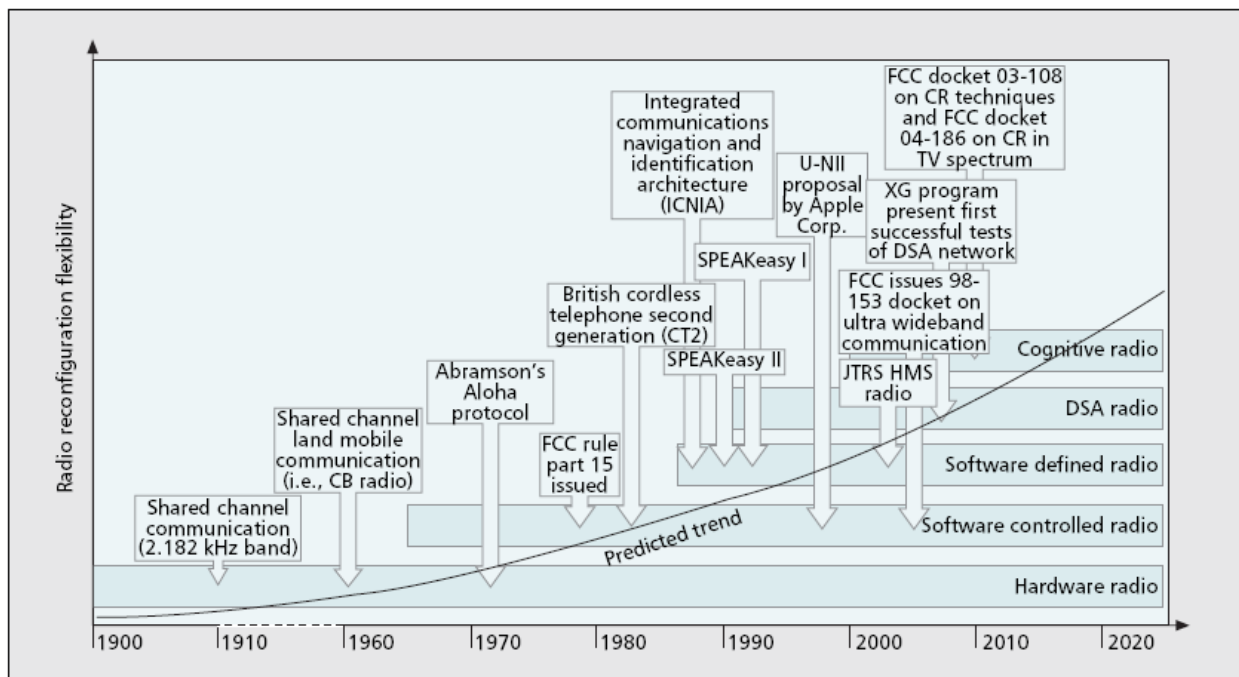 Radio reconfiguration flexibility
Shared channel
communication
(2.182 kHz band)
Shared channel
land mobile
communication
(i.e., CB radio)
Abramson's
Aloha
protocol
FCC rule
part 15
issued
British cordless
telephone second
generation (CT2)
Integrated
communications
navigation and
identification
architecture
(ICNIA)
SPEAKeasy I
SPEAKeasy II
U-NII
proposal
by Apple
Corp.
FCC docket 03-108
on CR techniques
and FCC docket
04-186 on CR in
TV spectrum
XG program
present first
successful tests
of DSA network
FCC issues 98-
153 docket on
ultra wideband
communication
JTRS HMS
radio
Cognitive radio
DSA radio
Software defined radio
Software controlled radio
Hardware radio
Predicted trend
1900 1910 1960 1970 1980 1990 2000 2010 2020